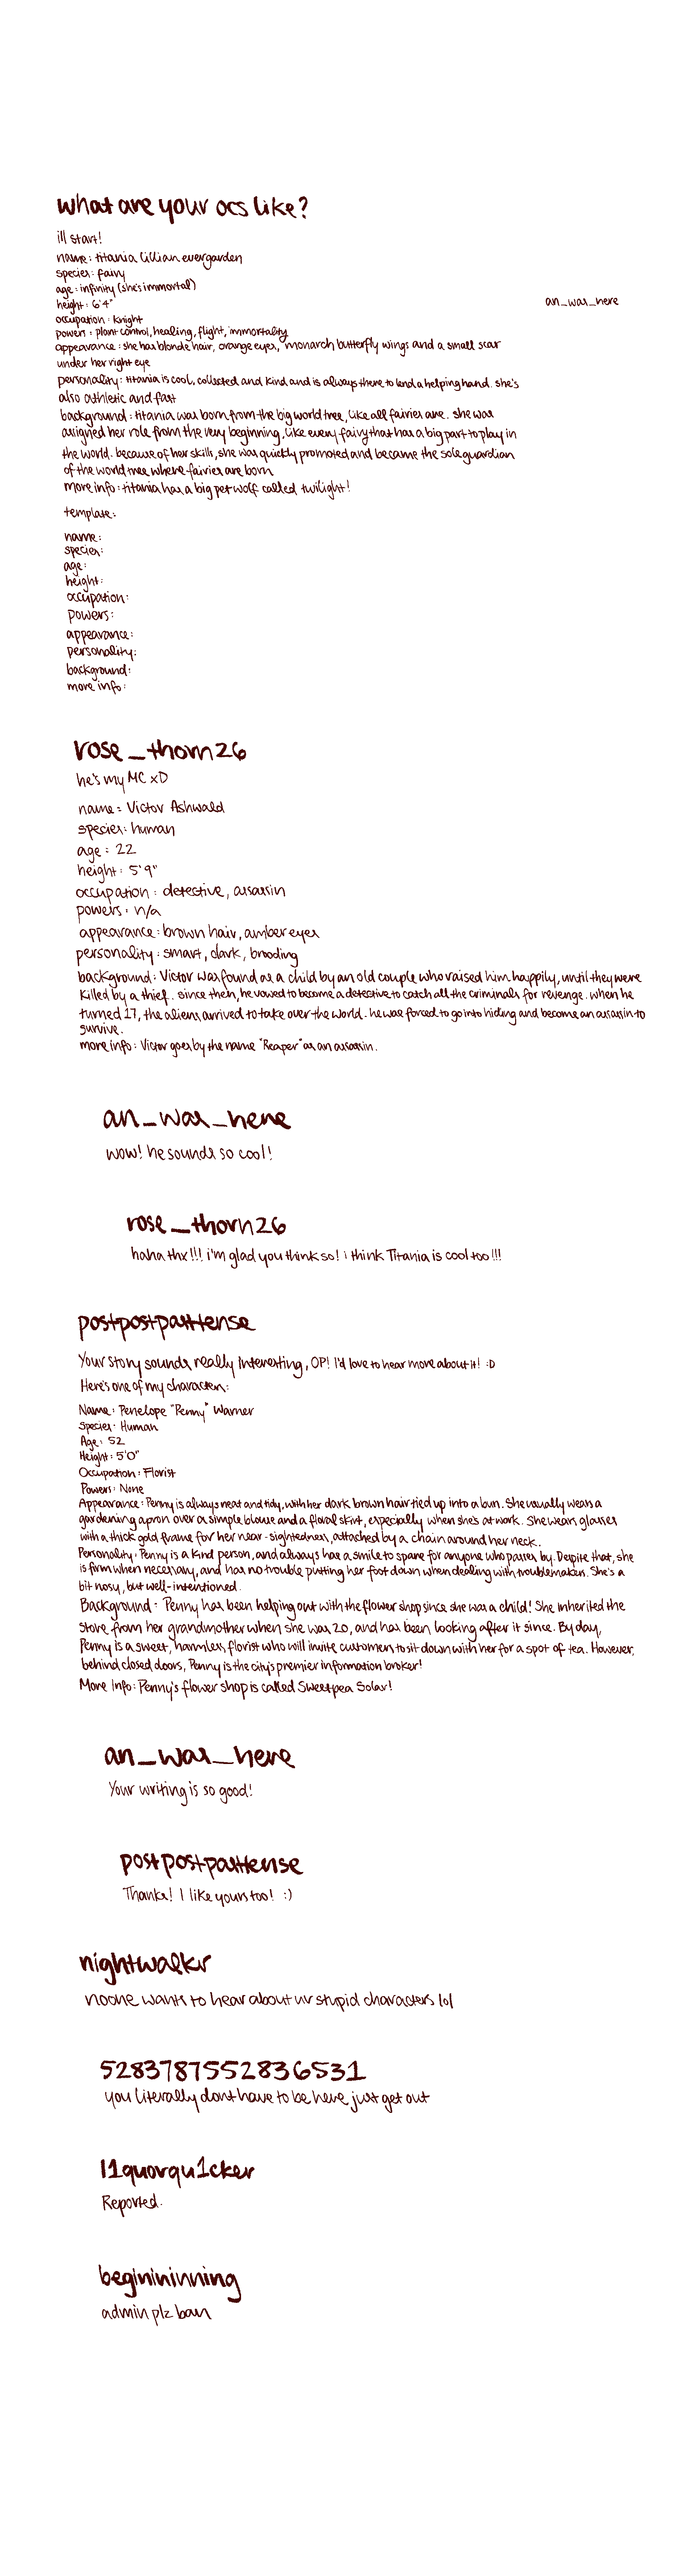 what are your ocs like?
ill start!
name: titania lillian evergarden
species: fairy
age: infinity (she's immortal)
height: 6'4"
an_was_here
occupation: knight
powers: plant control, healing, flight, immortality
appearance: she has blonde hair, orange eyes, monarch butterfly wings and a small scar
under her right eye
personality: titania is cool, collected and kind and is always there to lend a helping hand. she's
also athletic and fast
background: titania was born from the big world tree, like all fairies are. she was
assigned her role from the very beginning, like every fairy that has a big part to play in
the world. because of her skills, she was quickly promoted and became the sole guardian
of the world tree where fairies are born
more info: titania has a big pet wolf called twilight!
template:
name:
species:
age:
height:
occupation:
powers:
appearance:
personality:
background:
more info:
rose_thorn26
he's my MC xD
name: Victor Ashwald
species: human
age: 22
height: 5'9"
occupation: detective, assassin
powers: n/a
appearance: brown hair, amber eyes
personality: smart, dark, brooding
background: Victor was found as a child by an old couple who raised him happily, until they were
killed by a thief. since then, he vowed to become a detective to catch all the criminals for revenge. when he
turned 17, the aliens arrived to take over the world. he was forced to go into hiding and become an assassin to
survive.
more info: Victor goes by the name "Reaper" as an assassin.
an_was_here
wow! he sounds so cool!
rose_thorn26
haha thx!!! i'm glad you think so! i think Titania is cool too!!!
postpostpasttense
Your story sounds really interesting, OP! I'd love to hear more about it! :D
Here's one of my characters:
Name: Penelope "Penny" Warner
Species: Human
Age: 52
Height: 5'0"
Occupation: Florist
Powers: None
Appearance: Penny is always neat and tidy, with her dark brown hair tied up into a bun. She usually wears a
gardening apron over a simple blouse and a floral skirt, especially when she's at work. She wears glasses
with a thick gold frame for her near-sightedness, attached by a chain around her neck.
Personality: Penny is a kind person, and always has a smile to spare for anyone who passes by. Despite that, she
is firm when necessary, and has no trouble putting her foot down when dealing with troublemakers. She's a
bit nosy, but well-intentioned.
Background: Penny has been helping out with the flower shop since she was a child! She inherited the
store from her grandmother when she was 20, and has been looking after it since. By day,
Penny is a sweet, harmless florist who will invite customers to sit down with her for a spot of tea. However,
behind closed doors, Penny is the city's premier information broker!
More Info: Penny's flower shop is called Sweetpea Solar!
an_was_here
Your writing is so good!
postpostpasttense
Thanks! I like yours too! :)
nightwalkr
noone wants to hear about ur stupid characters lol
5283787552836531
you literally dont have to be here just get out
l1quorqu1cker
Reported.
beginininning
admin plz ban